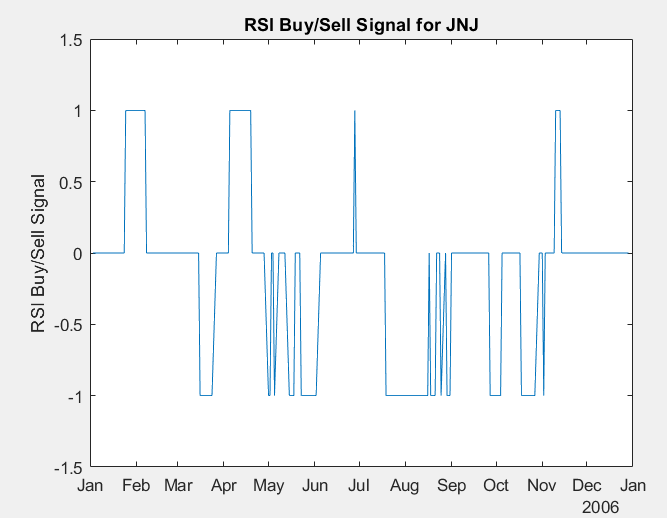 RSI Buy/Sell Signal for JNJ
1.5
1
0.5
0
-0.5
-1
-1.5
RSI Buy/Sell Signal
Jan Feb Mar Apr May Jun Jul Aug Sep Oct Nov Dec Jan
2006